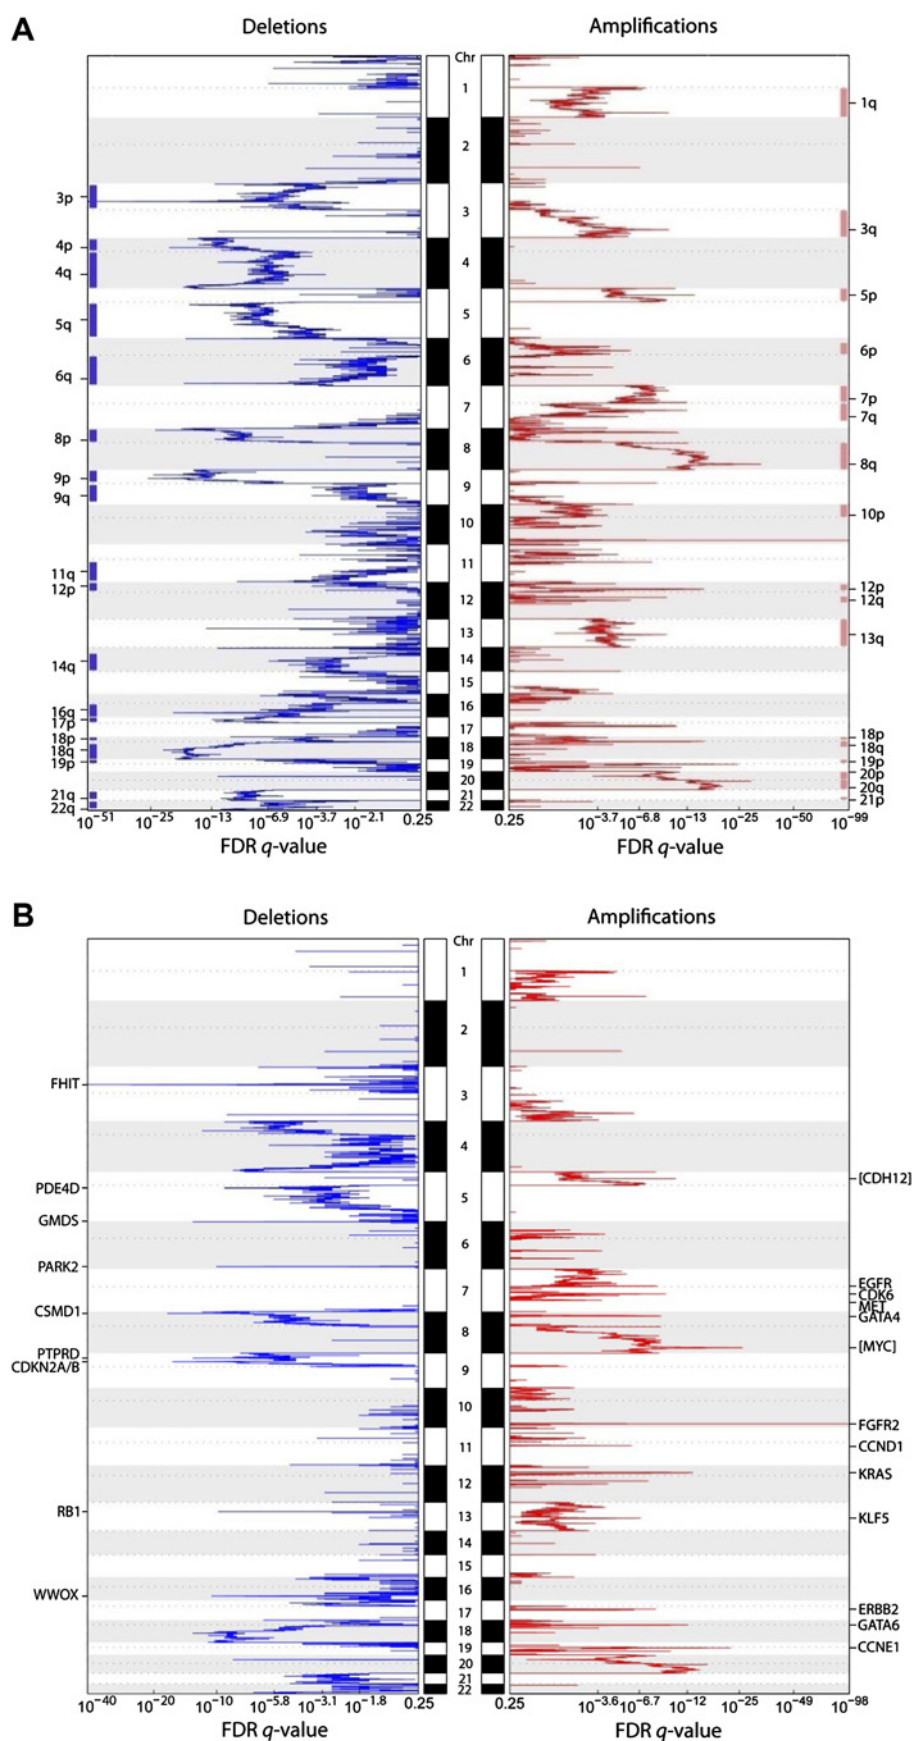 A
Deletions
Amplifications
Chr
1
2
3
4
5
6
7
8
9
10
11
12
13
14
15
16
17
18
19
20
21
22
3p
4p
4q
5q
6q
8p
9p
9q
11q
12p
14q
16q
17p
18p
18q
19p
21q
22q
1q
3q
5p
6p
7p
7q
8q
10p
12p
12q
13q
18p
18q
19p
20p
20q
21p
10-51 10-25 10-13 10-6.9 10-3.7 10-2.1 0.25
0.25 10-3.7 10-6.8 10-13 10-25 10-50 10-99
FDR q-value
FDR q-value
B
Deletions
Amplifications
Chr
1
2
3
4
5
6
7
8
9
10
11
12
13
14
15
16
17
18
19
20
21
22
FHIT
PDE4D
GMDS
PARK2
CSMD1
PTPRD
CDKN2A/B
RB1
WWOX
[CDH12]
EGFR
CDK6
MET
GATA4
[MYC]
FGFR2
CCND1
KRAS
KLF5
ERBB2
GATA6
CCNE1
10-40 10-20 10-10 10-5.8 10-3.1 10-1.8 0.25
0.25 10-3.6 10-6.7 10-12 10-25 10-49 10-98
FDR q-value
FDR q-value